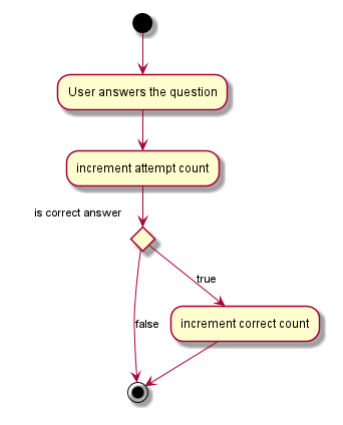 User answers the question
increment attempt count
is correct answer
true
increment correct count
false